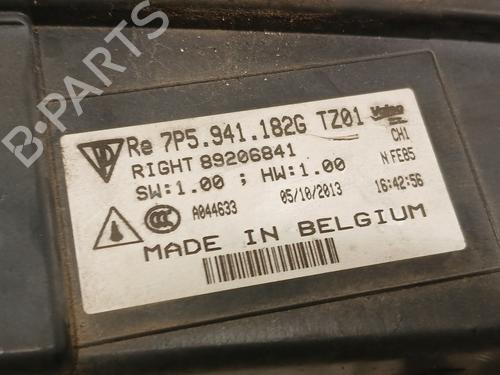 Re 7P5.941.182G TZ01 Valeo
RIGHT 89206841 CH1
SW:1.00 ; HW:1.00 N FE85
A044633 05/10/2013 16:42:56
MADE IN BELGIUM
B-PARTS